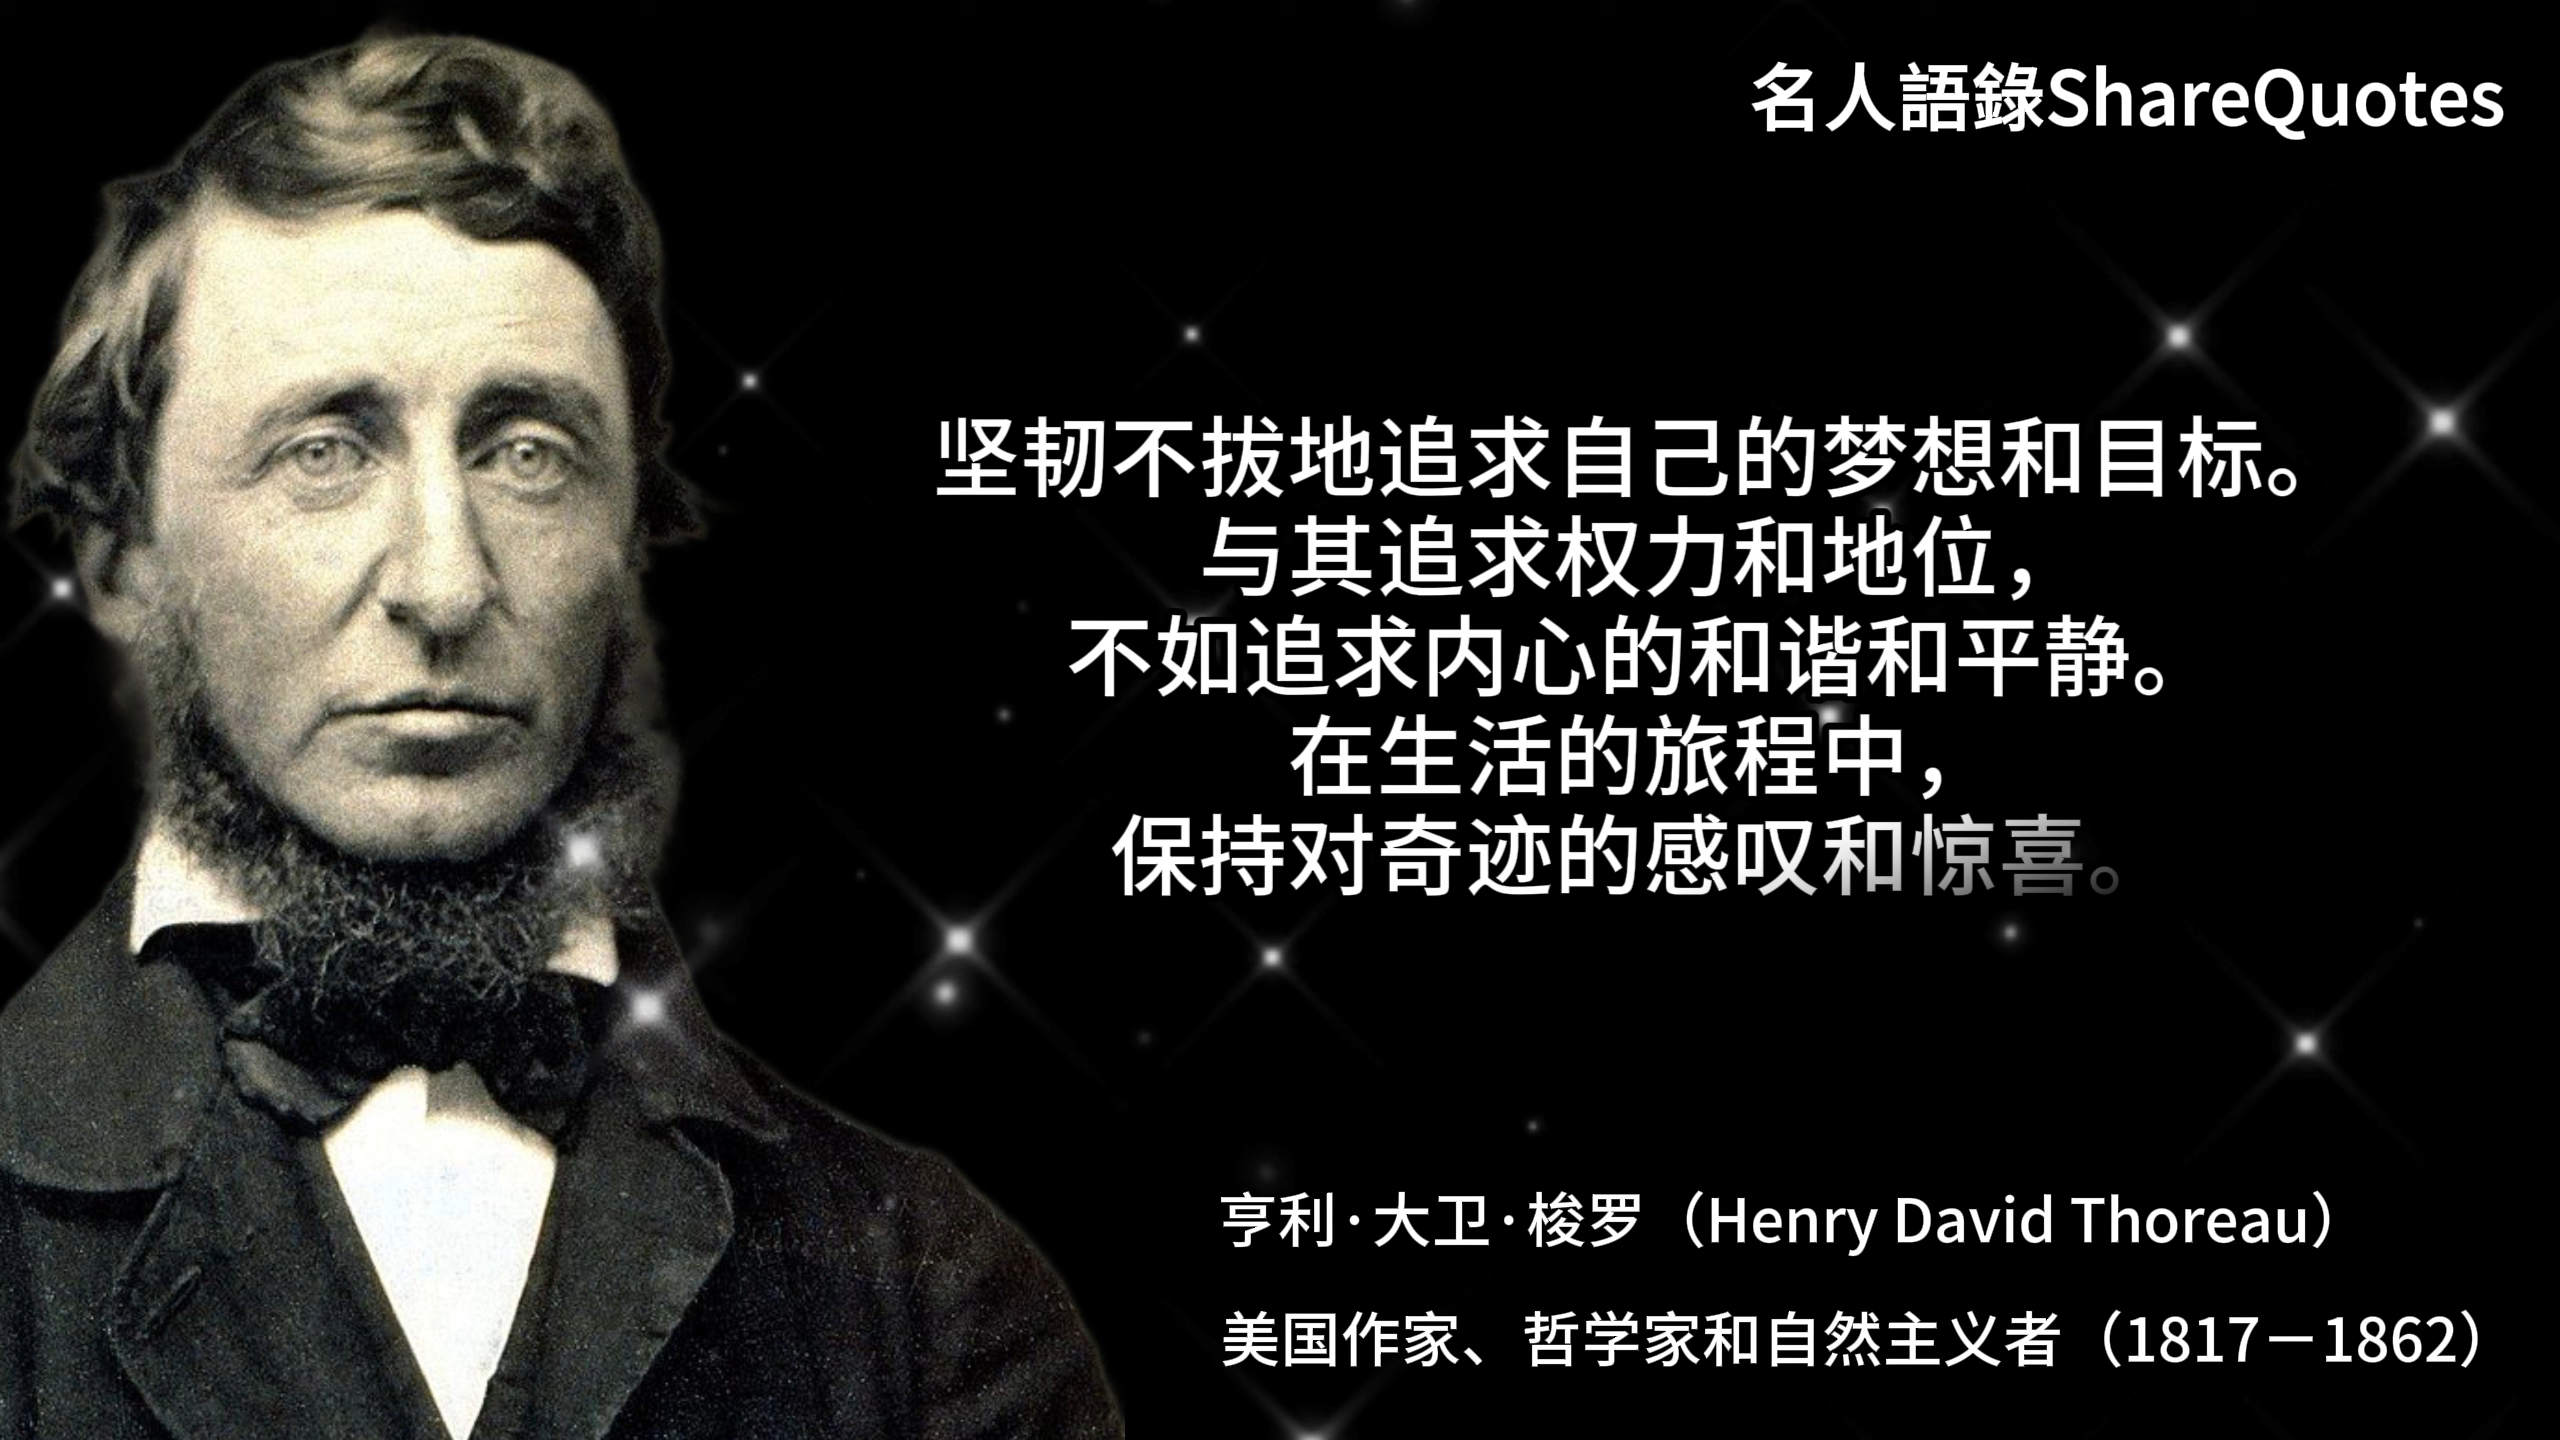 名人語錄ShareQuotes
坚韧不拔地追求自己的梦想和目标。
与其追求权力和地位，
不如追求内心的和谐和平静。
在生活的旅程中，
保持对奇迹的感叹和惊喜。
亨利·大卫·梭罗（Henry David Thoreau）
美国作家、哲学家和自然主义者（1817－1862）